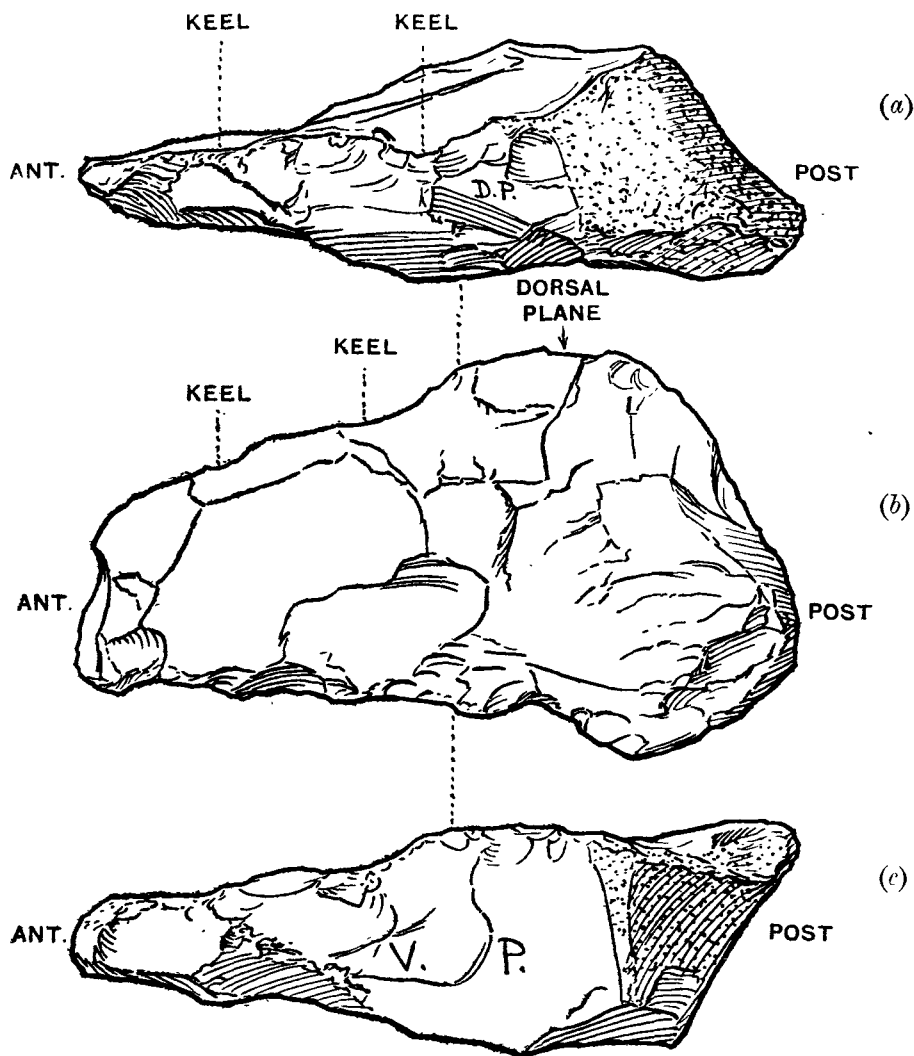 KEEL KEEL
(a)
ANT. POST
D.P.
DORSAL
PLANE
KEEL
KEEL
(b)
ANT. POST
(c)
ANT. POST
V. P.